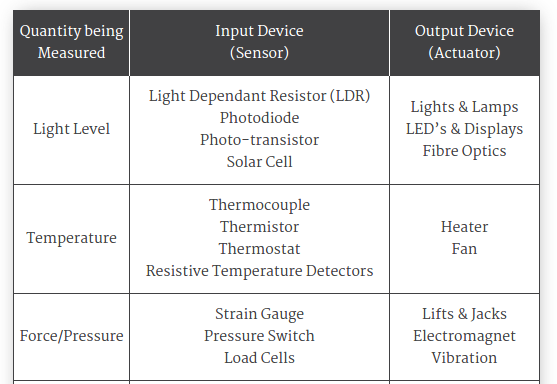 Quantity being
Measured
Input Device
(Sensor)
Output Device
(Actuator)
Light Level
Light Dependant Resistor (LDR)
Photodiode
Photo-transistor
Solar Cell
Lights & Lamps
LED’s & Displays
Fibre Optics
Temperature
Thermocouple
Thermistor
Thermostat
Resistive Temperature Detectors
Heater
Fan
Force/Pressure
Strain Gauge
Pressure Switch
Load Cells
Lifts & Jacks
Electromagnet
Vibration